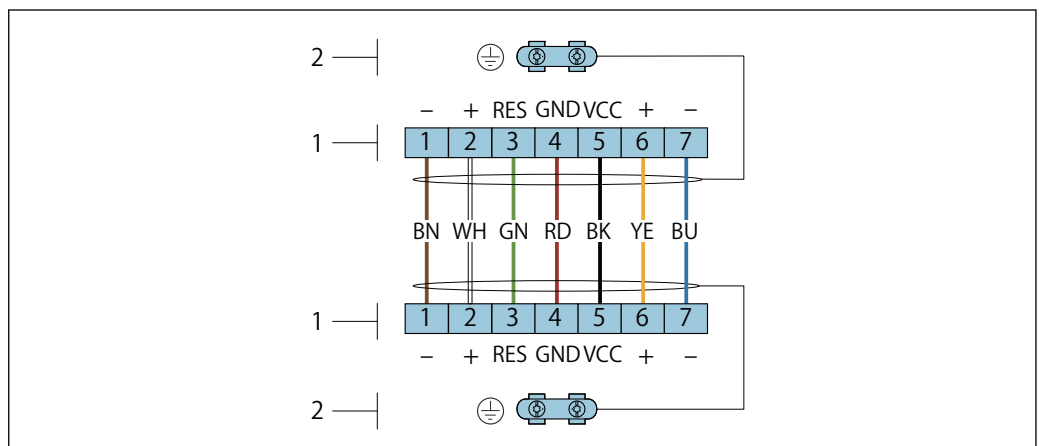 2
– + RES GND VCC + –
1 1 2 3 4 5 6 7
BN WH GN RD BK YE BU
1 1 2 3 4 5 6 7
– + RES GND VCC + –
2